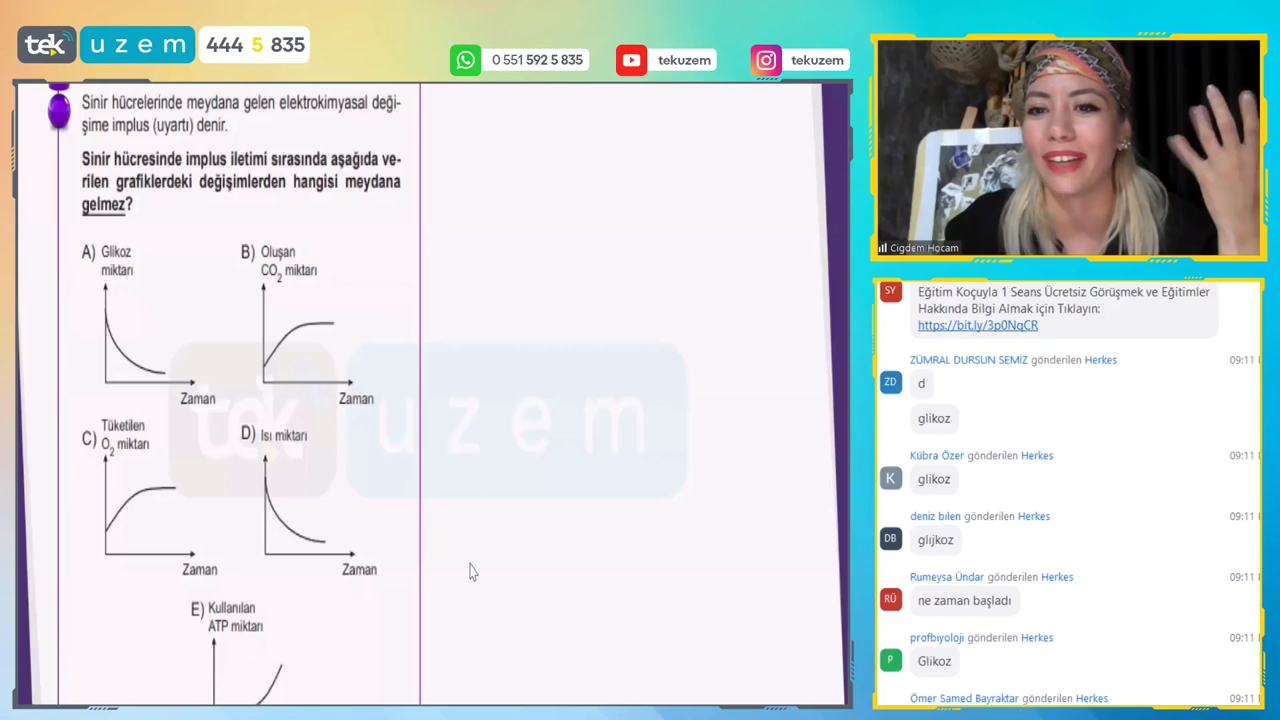 tek uzem 444 5 835
0 551 592 5 835
tekuzem
tekuzem
Sinir hücrelerinde meydana gelen elektrokimyasal deği-
şime implus (uyartı) denir.
Sinir hücresinde implus iletimi sırasında aşağıda ve-
rilen grafiklerdeki değişimlerden hangisi meydana
gelmez?
A) Glikoz
miktarı
Zaman
B) Oluşan
CO2 miktarı
Zaman
C) Tüketilen
O2 miktarı
Zaman
D) Isı miktarı
Zaman
E) Kullanılan
ATP miktarı
tek uzem
Cigdem Hocam
SY
Eğitim Koçuyla 1 Seans Ücretsiz Görüşmek ve Eğitimler
Hakkında Bilgi Almak için Tıklayın:
https://bit.ly/3p0NqCR
ZÜMRAL DURSUN SEMİZ gönderilen Herkes 09:11
ZD
d
glikoz
Kübra Özer gönderilen Herkes 09:11
K
glikoz
deniz bılen gönderilen Herkes 09:11
DB
glıjkoz
Rumeysa Ündar gönderilen Herkes 09:11
RÜ
ne zaman başladı
profbiyoloji gönderilen Herkes 09:11
P
Glikoz
Ömer Samed Bayraktar gönderilen Herkes 09:11